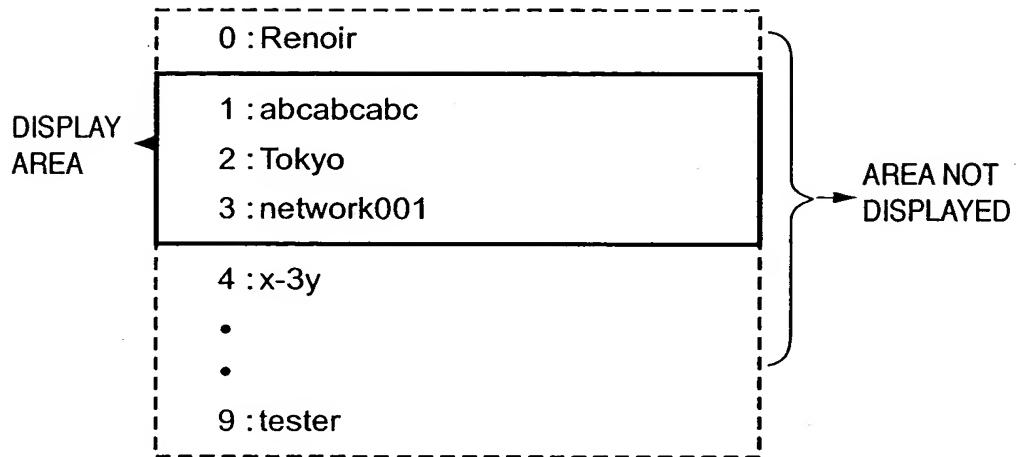 0 : Renoir
1 : abcabcabc
2 : Tokyo
3 : network001
4 : x-3y
•
•
9 : tester
DISPLAY
AREA
AREA NOT
DISPLAYED